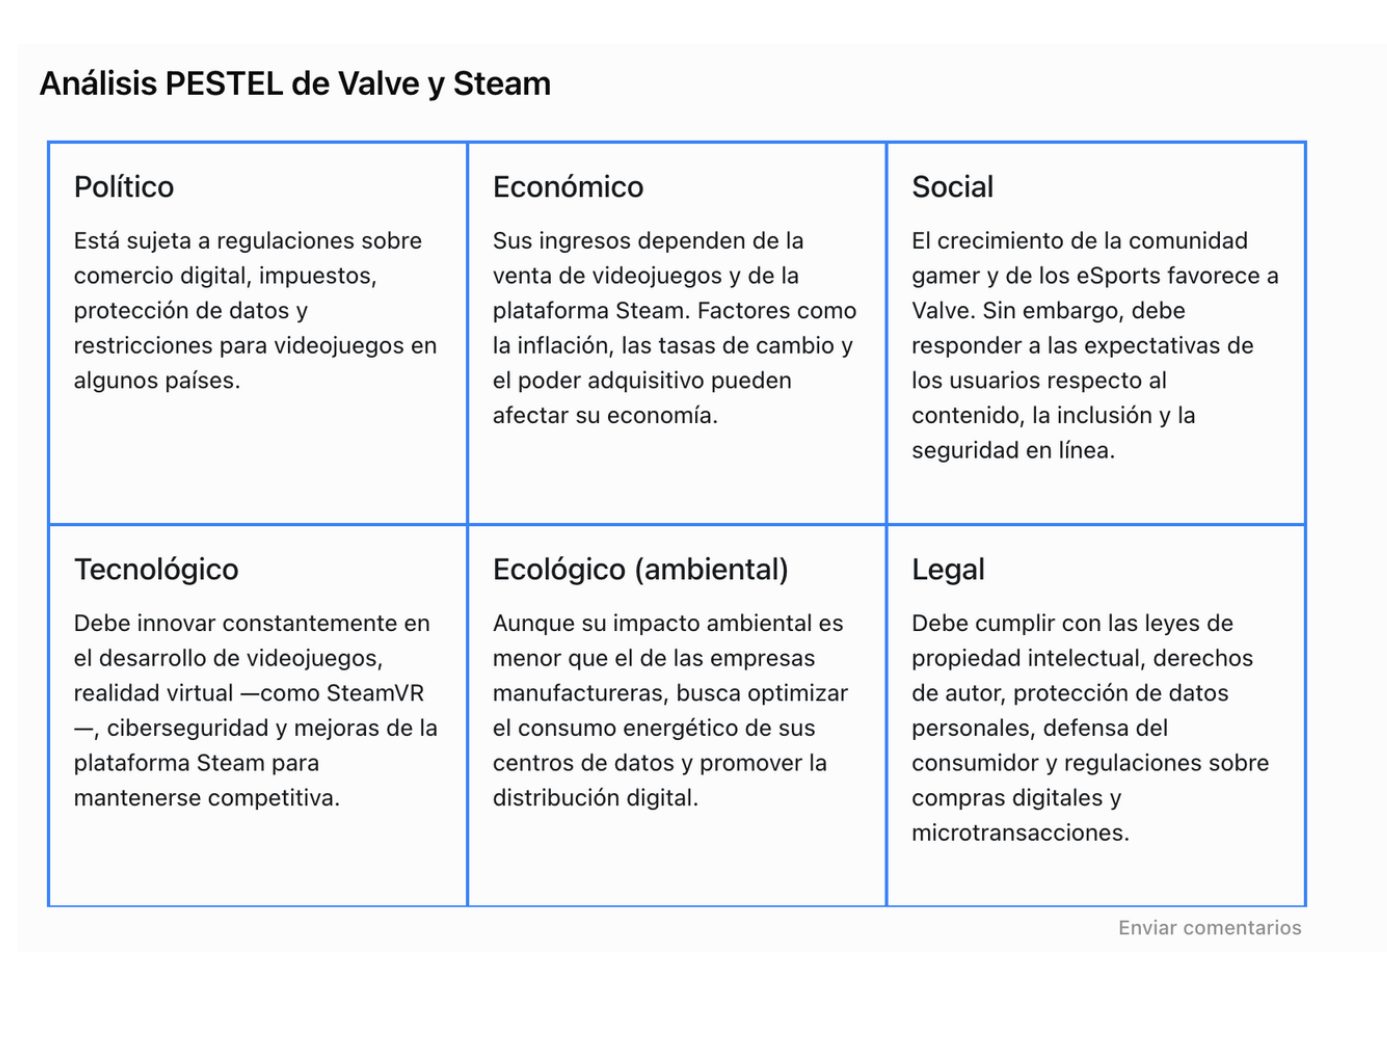 Análisis PESTEL de Valve y Steam
Político
Está sujeta a regulaciones sobre
comercio digital, impuestos,
protección de datos y
restricciones para videojuegos en
algunos países.
Económico
Sus ingresos dependen de la
venta de videojuegos y de la
plataforma Steam. Factores como
la inflación, las tasas de cambio y
el poder adquisitivo pueden
afectar su economía.
Social
El crecimiento de la comunidad
gamer y de los eSports favorece a
Valve. Sin embargo, debe
responder a las expectativas de
los usuarios respecto al
contenido, la inclusión y la
seguridad en línea.
Tecnológico
Debe innovar constantemente en
el desarrollo de videojuegos,
realidad virtual —como SteamVR
—, ciberseguridad y mejoras de la
plataforma Steam para
mantenerse competitiva.
Ecológico (ambiental)
Aunque su impacto ambiental es
menor que el de las empresas
manufactureras, busca optimizar
el consumo energético de sus
centros de datos y promover la
distribución digital.
Legal
Debe cumplir con las leyes de
propiedad intelectual, derechos
de autor, protección de datos
personales, defensa del
consumidor y regulaciones sobre
compras digitales y
microtransacciones.
Enviar comentarios